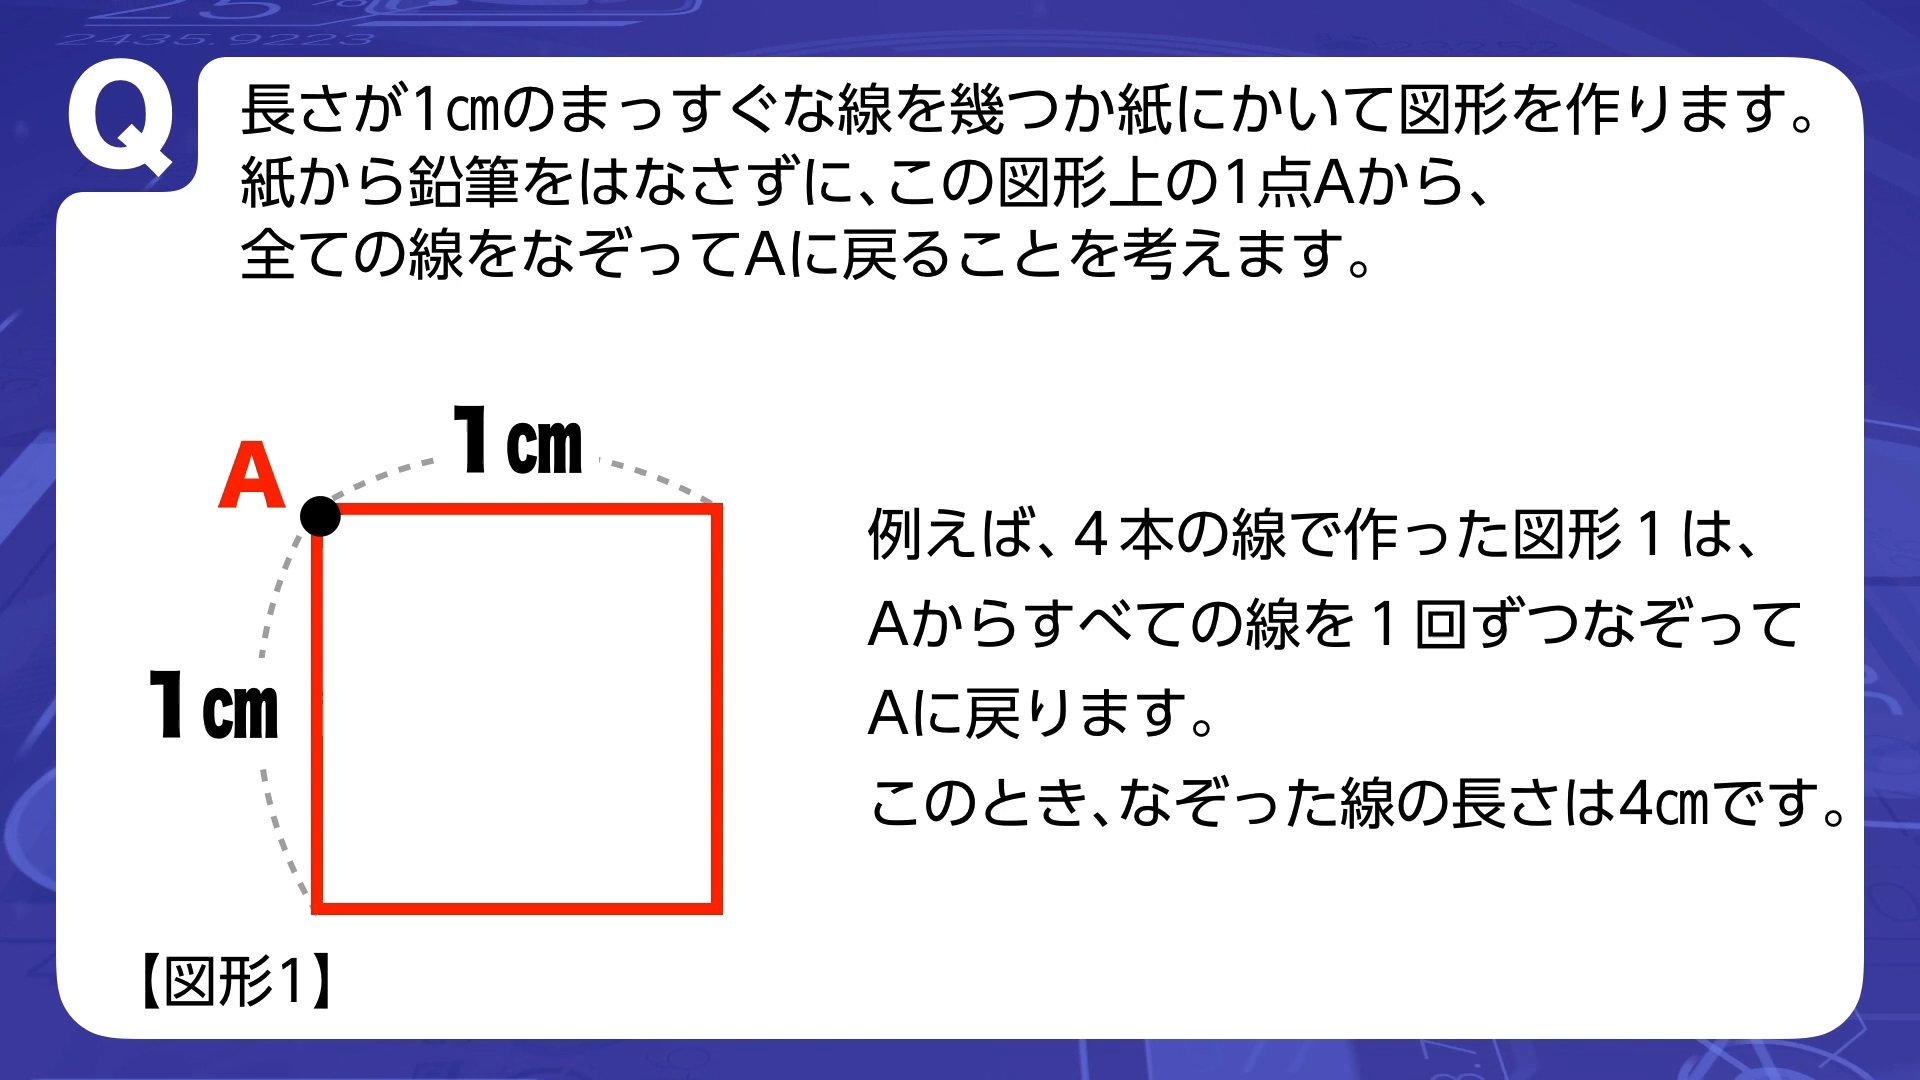 25%
2435.9223
Q
長さが1㎝のまっすぐな線を幾つか紙にかいて図形を作ります。
紙から鉛筆をはなさずに、この図形上の1点Aから、
全ての線をなぞってAに戻ることを考えます。
1㎝
A
1㎝
例えば、4本の線で作った図形1は、
Aからすべての線を1回ずつなぞって
Aに戻ります。
このとき、なぞった線の長さは4㎝です。
【図形1】